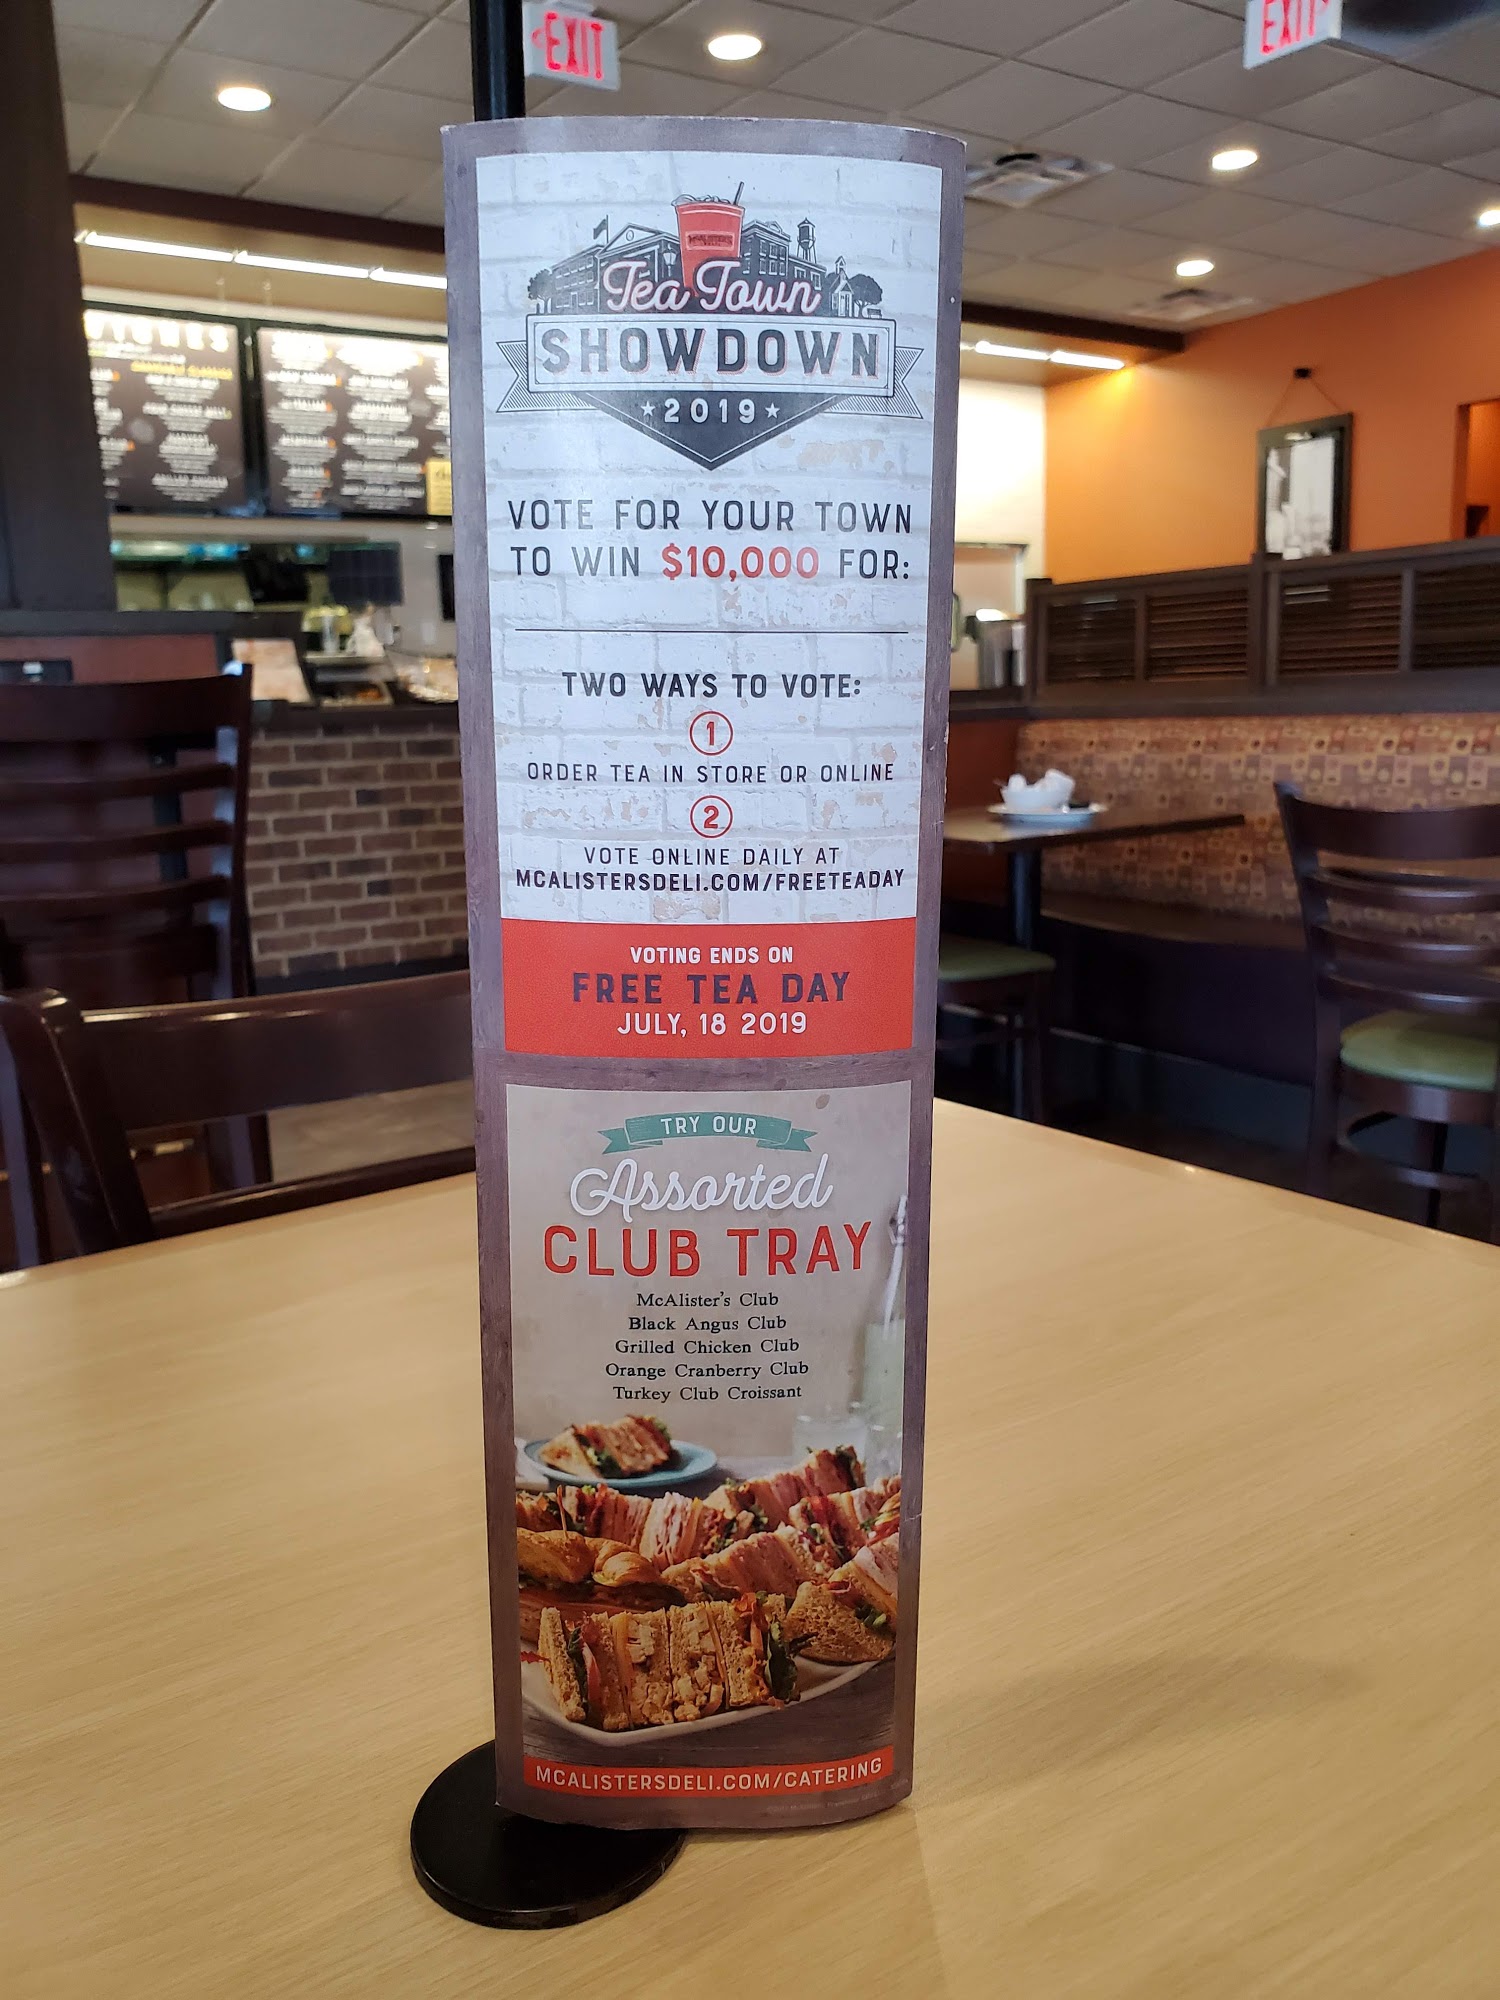 EXIT
EXIT
McALISTER'S
Tea Town
SHOWDOWN
★ 2019 ★
VOTE FOR YOUR TOWN
TO WIN $10,000 FOR:
TWO WAYS TO VOTE:
1
ORDER TEA IN STORE OR ONLINE
2
VOTE ONLINE DAILY AT
MCALISTERSDELI.COM/FREETEADAY
VOTING ENDS ON
FREE TEA DAY
JULY, 18 2019
TRY OUR
Assorted
CLUB TRAY
McAlister's Club
Black Angus Club
Grilled Chicken Club
Orange Cranberry Club
Turkey Club Croissant
MCALISTERSDELI.COM/CATERING